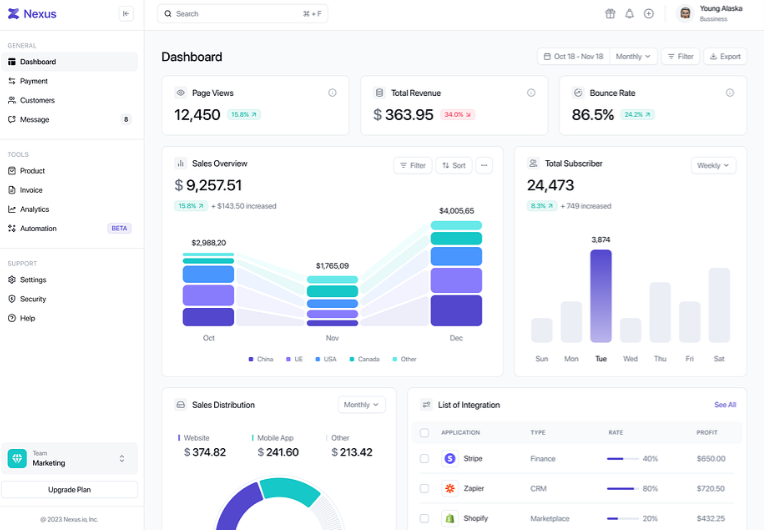 Nexus
Search
⌘ + F
Young Alaska
Bussiness
GENERAL
Dashboard
Payment
Customers
Message 8
TOOLS
Product
Invoice
Analytics
Automation BETA
SUPPORT
Settings
Security
Help
Team
Marketing
Upgrade Plan
@ 2023 Nexus.io, Inc.
Dashboard
Oct 18 - Nov 18 Monthly Filter Export
Page Views
12,450 15.8%
Total Revenue
$ 363.95 34.0%
Bounce Rate
86.5% 24.2%
Sales Overview Filter Sort
$ 9,257.51
15.8% + $143.50 increased
$2,988,20
$1,765,09
$4,005,65
Oct Nov Dec
China UE USA Canada Other
Total Subscriber Weekly
24,473
8.3% + 749 increased
3,874
Sun Mon Tue Wed Thu Fri Sat
Sales Distribution Monthly
Website Mobile App Other
$ 374.82 $ 241.60 $ 213.42
List of Integration See All
APPLICATION TYPE RATE PROFIT
Stripe Finance 40% $650.00
Zapier CRM 80% $720.50
Shopify Marketplace 20% $432.25